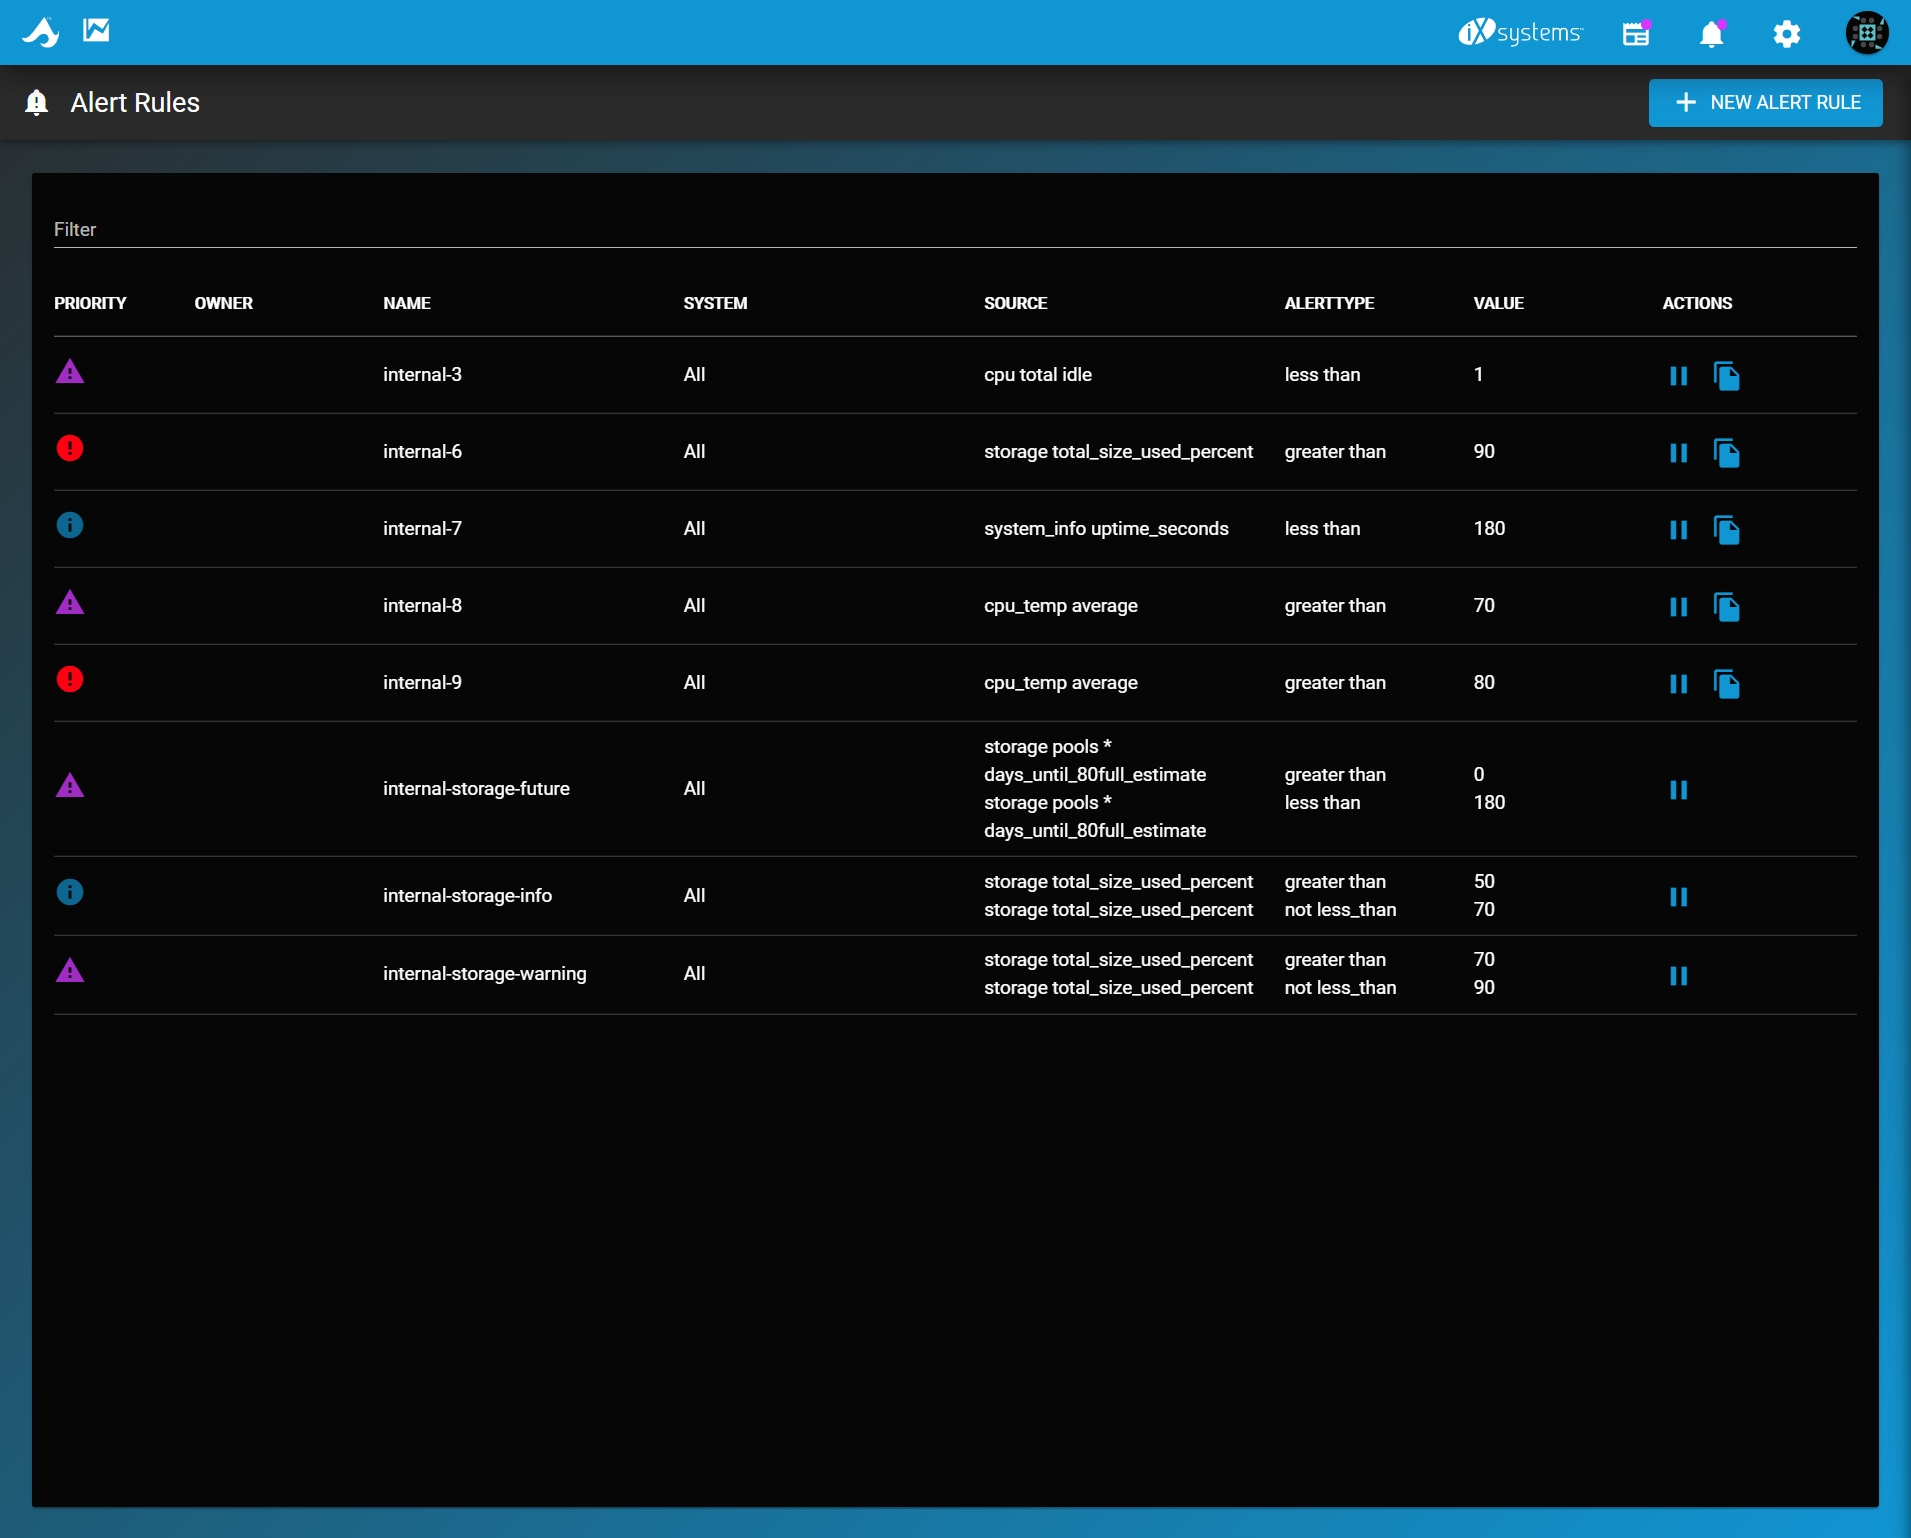 iXsystems
Alert Rules
NEW ALERT RULE
Filter
PRIORITY OWNER NAME SYSTEM SOURCE ALERTTYPE VALUE ACTIONS
internal-3 All cpu total idle less than 1
internal-6 All storage total_size_used_percent greater than 90
internal-7 All system_info uptime_seconds less than 180
internal-8 All cpu_temp average greater than 70
internal-9 All cpu_temp average greater than 80
storage pools *
days_until_80full_estimate greater than 0
internal-storage-future All
storage pools * less than 180
days_until_80full_estimate
storage total_size_used_percent greater than 50
internal-storage-info All
storage total_size_used_percent not less_than 70
storage total_size_used_percent greater than 70
internal-storage-warning All
storage total_size_used_percent not less_than 90